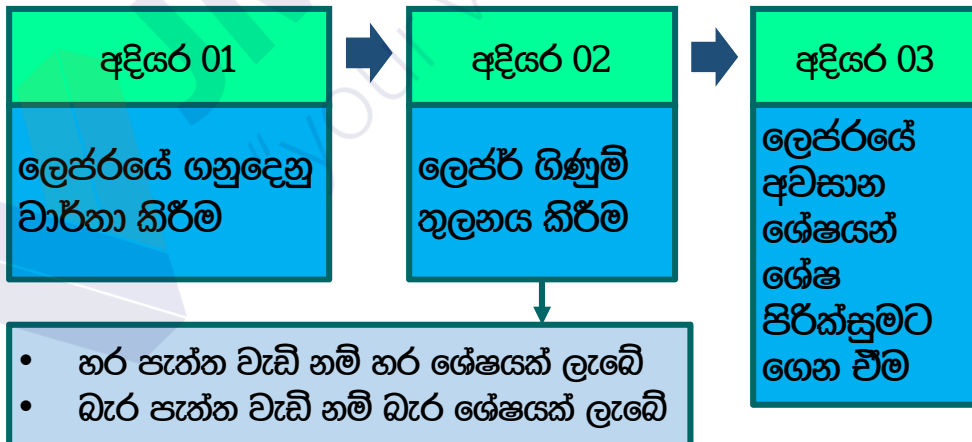 අදියර 01
ලෙජරයේ ගනුදෙනු
වාර්තා කිරීම
අදියර 02
ලෙජර් ගිණුම්
තුලනය කිරීම
• හර පැත්ත වැඩි නම් හර ශේෂයක් ලැබේ
• බැර පැත්ත වැඩි නම් බැර ශේෂයක් ලැබේ
අදියර 03
ලෙජරයේ
අවසාන
ශේෂයන්
ශේෂ
පිරික්සුමට
ගෙන ඒම